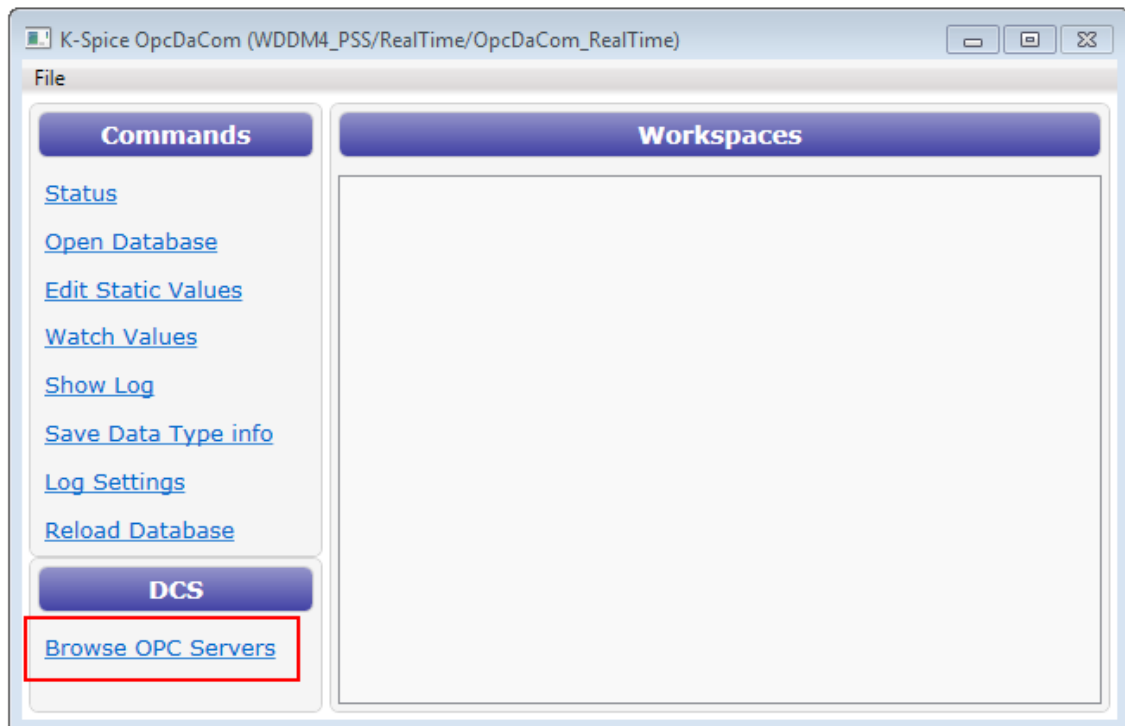 K-Spice OpcDaCom (WDDM4_PSS/RealTime/OpcDaCom_RealTime)
File
Commands
Status
Open Database
Edit Static Values
Watch Values
Show Log
Save Data Type info
Log Settings
Reload Database
DCS
Browse OPC Servers
Workspaces